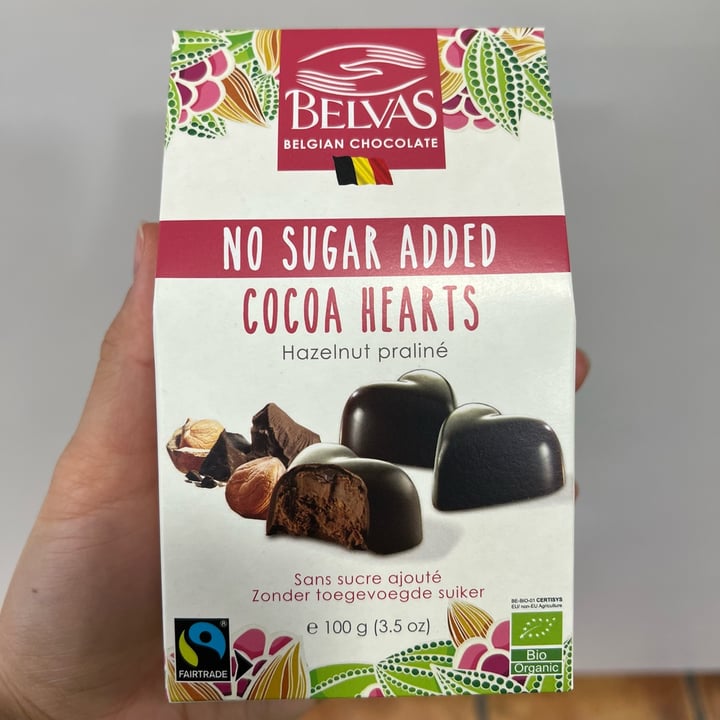 BELVAS
BELGIAN CHOCOLATE
NO SUGAR ADDED
COCOA HEARTS
Hazelnut praliné
Sans sucre ajouté
Zonder toegevoegde suiker
e 100 g (3.5 oz)
BE-BIO-01 CERTISYS
EU/ non-EU Agriculture
FAIRTRADE
®
Bio
Organic